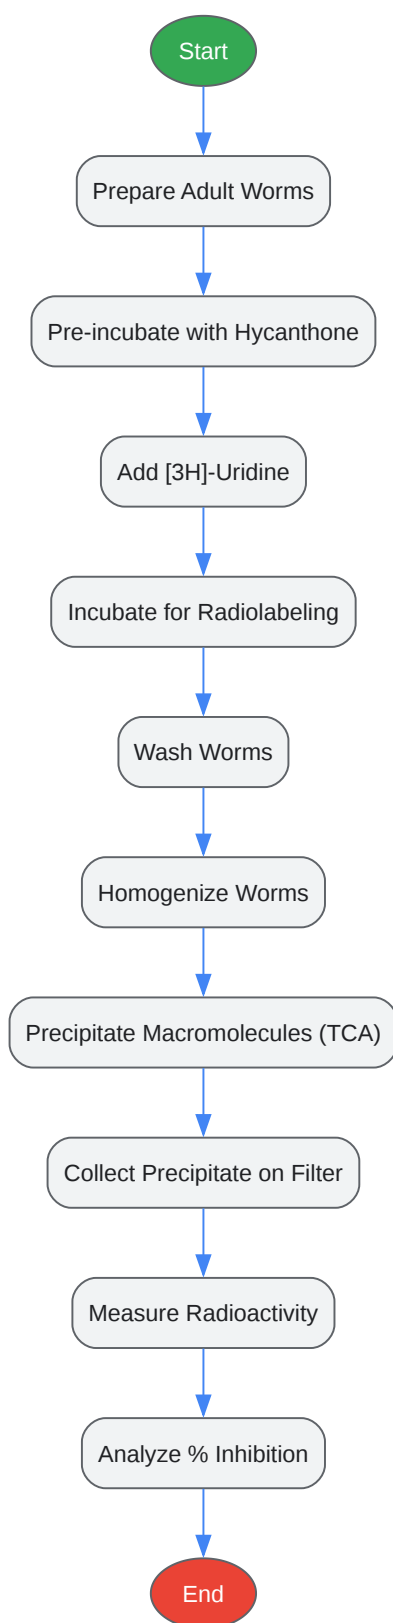 Start
Prepare Adult Worms
Pre-incubate with Hycanthone
Add [3H]-Uridine
Incubate for Radiolabeling
Wash Worms
Homogenize Worms
Precipitate Macromolecules (TCA)
Collect Precipitate on Filter
Measure Radioactivity
Analyze % Inhibition
End